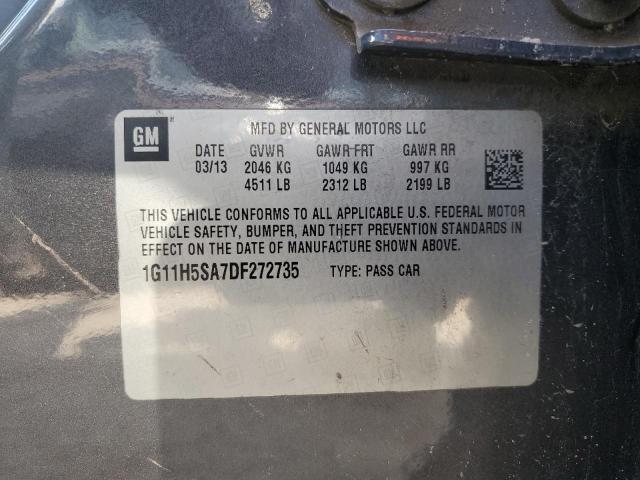 GM
MFD BY GENERAL MOTORS LLC
DATE GVWR GAWR FRT GAWR RR
03/13 2046 KG 1049 KG 997 KG
4511 LB 2312 LB 2199 LB
THIS VEHICLE CONFORMS TO ALL APPLICABLE U.S. FEDERAL MOTOR
VEHICLE SAFETY, BUMPER, AND THEFT PREVENTION STANDARDS IN
EFFECT ON THE DATE OF MANUFACTURE SHOWN ABOVE.
1G11H5SA7DF272735 TYPE: PASS CAR